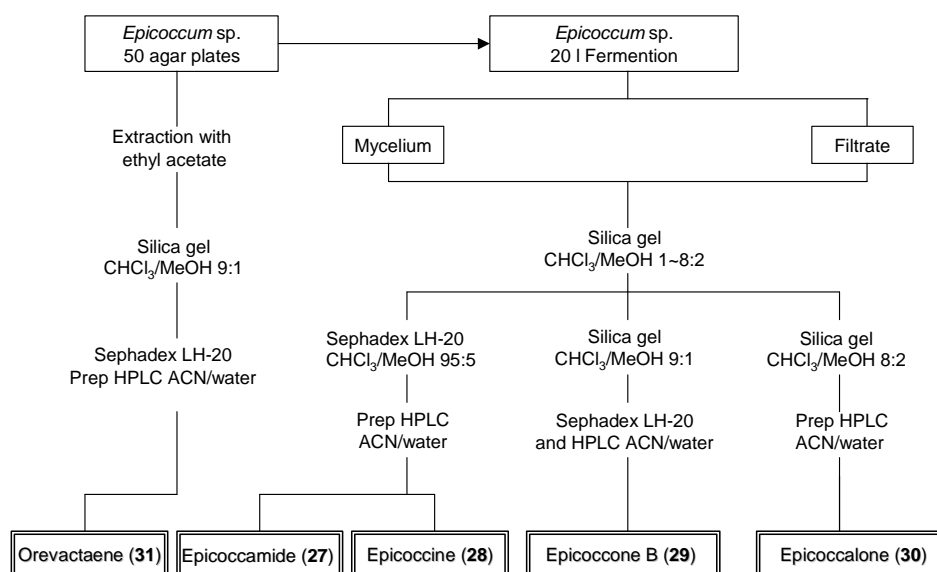 Epicoccum sp.
50 agar plates
Epicoccum sp.
20 l Fermention
Extraction with
ethyl acetate
Mycelium
Filtrate
Silica gel
CHCl₃/MeOH 9:1
Silica gel
CHCl₃/MeOH 1~8:2
Sephadex LH-20
Prep HPLC ACN/water
Sephadex LH-20
CHCl₃/MeOH 95:5
Silica gel
CHCl₃/MeOH 9:1
Silica gel
CHCl₃/MeOH 8:2
Prep HPLC
ACN/water
Sephadex LH-20
and HPLC ACN/water
Prep HPLC
ACN/water
Orevactaene (31)
Epicoccamide (27)
Epicoccine (28)
Epicoccone B (29)
Epicoccalone (30)